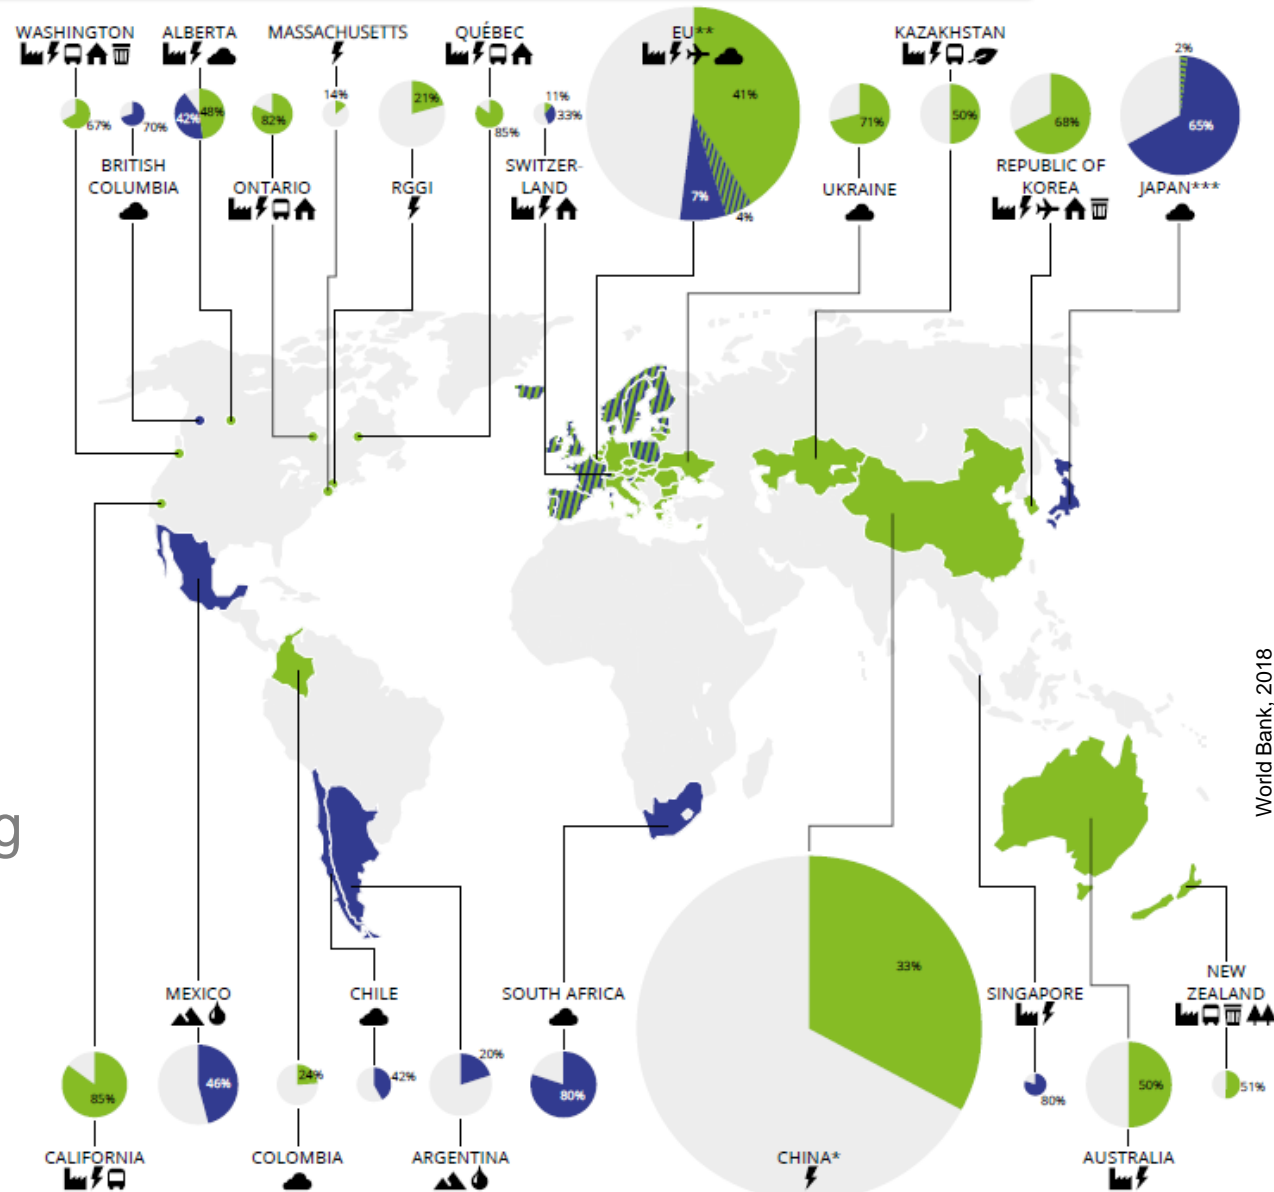 WASHINGTON
ALBERTA
MASSACHUSETTS
QUÉBEC
EU**
KAZAKHSTAN
2%
14%
11%
67%
70%
42%
48%
82%
21%
85%
33%
41%
71%
50%
68%
65%
BRITISH
COLUMBIA
ONTARIO
RGGI
SWITZER-
LAND
7%
4%
UKRAINE
REPUBLIC OF
KOREA
JAPAN***
World Bank, 2018
g
33%
MEXICO
CHILE
SOUTH AFRICA
SINGAPORE
NEW
ZEALAND
85%
46%
24%
42%
20%
80%
80%
50%
51%
CALIFORNIA
COLOMBIA
ARGENTINA
CHINA*
AUSTRALIA